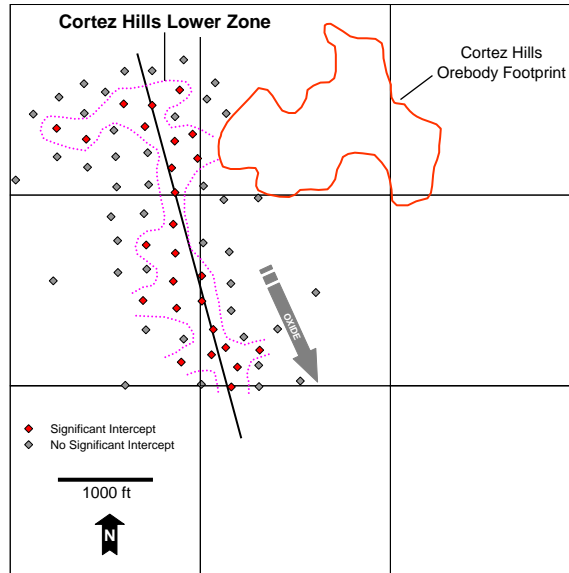 Cortez Hills Lower Zone
Cortez Hills
Orebody Footprint
OXIDE
Significant Intercept
No Significant Intercept
1000 ft
N